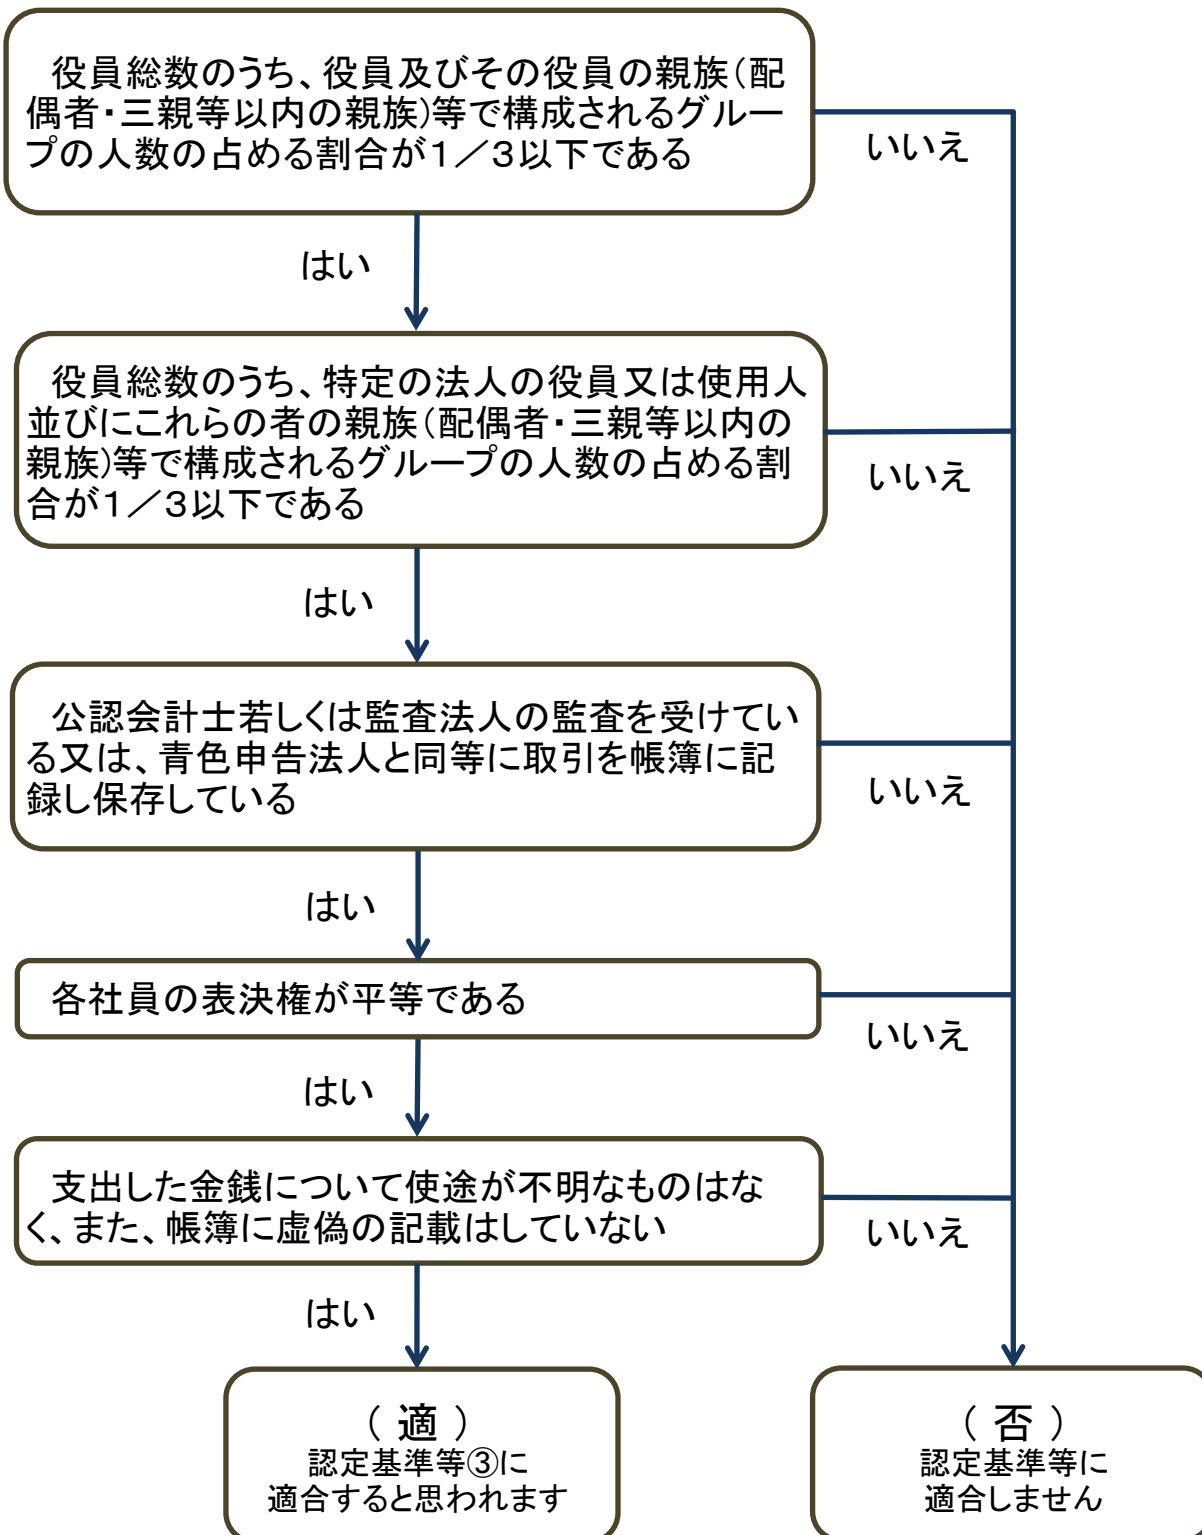 役員総数のうち、役員及びその役員の親族(配
偶者・三親等以内の親族)等で構成されるグルー
プの人数の占める割合が1／3以下である
いいえ
はい
役員総数のうち、特定の法人の役員又は使用人
並びにこれらの者の親族(配偶者・三親等以内の
親族)等で構成されるグループの人数の占める割
合が1／3以下である
いいえ
はい
公認会計士若しくは監査法人の監査を受けてい
る又は、青色申告法人と同等に取引を帳簿に記
録し保存している
いいえ
はい
各社員の表決権が平等である
いいえ
はい
支出した金銭について使途が不明なものはな
く、また、帳簿に虚偽の記載はしていない
いいえ
はい
（ 適 ）
認定基準等③に
適合すると思われます
（ 否 ）
認定基準等に
適合しません